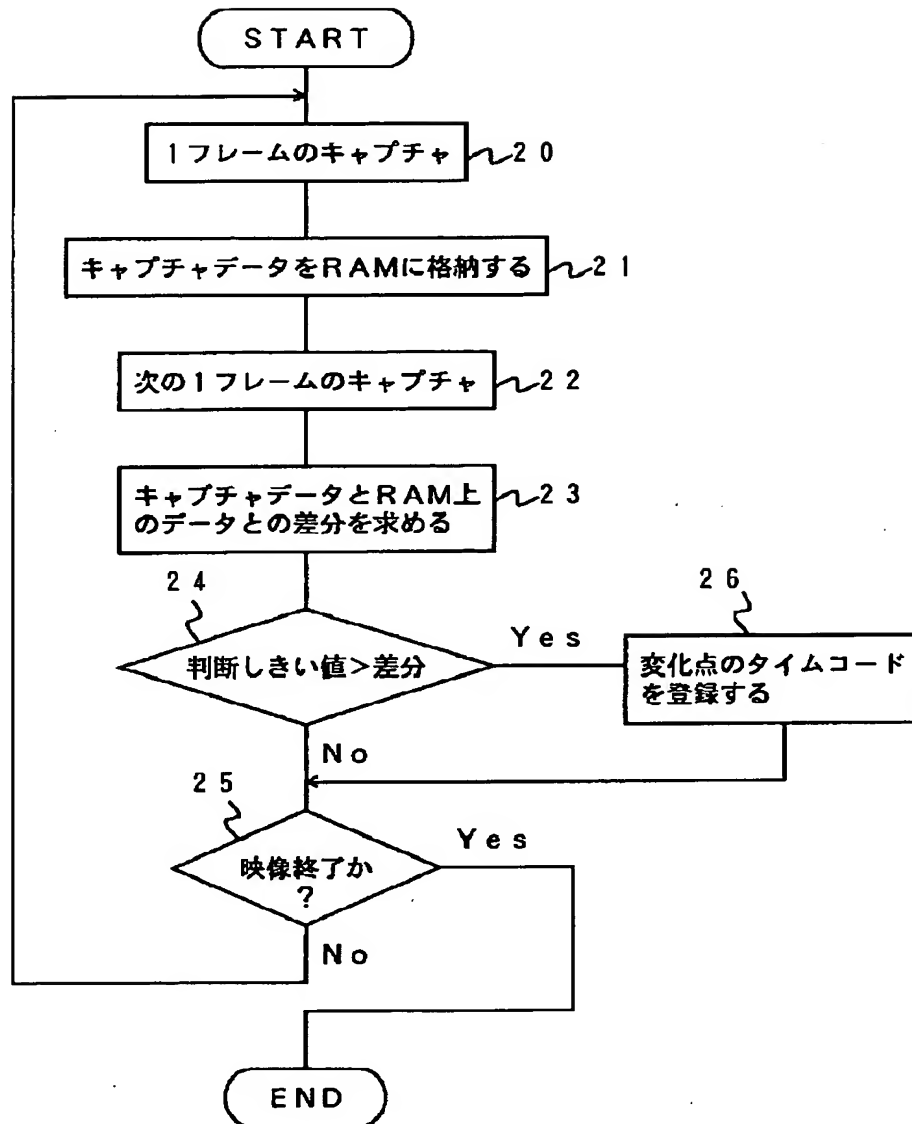 START
1フレームのキャプチャ 20
キャプチャデータをRAMに格納する 21
次の1フレームのキャプチャ 22
キャプチャデータとRAM上
のデータとの差分を求める
23
24
判断しきい値>差分
Yes
26
変化点のタイムコード
を登録する
No
25
映像終了か
?
Yes
No
END